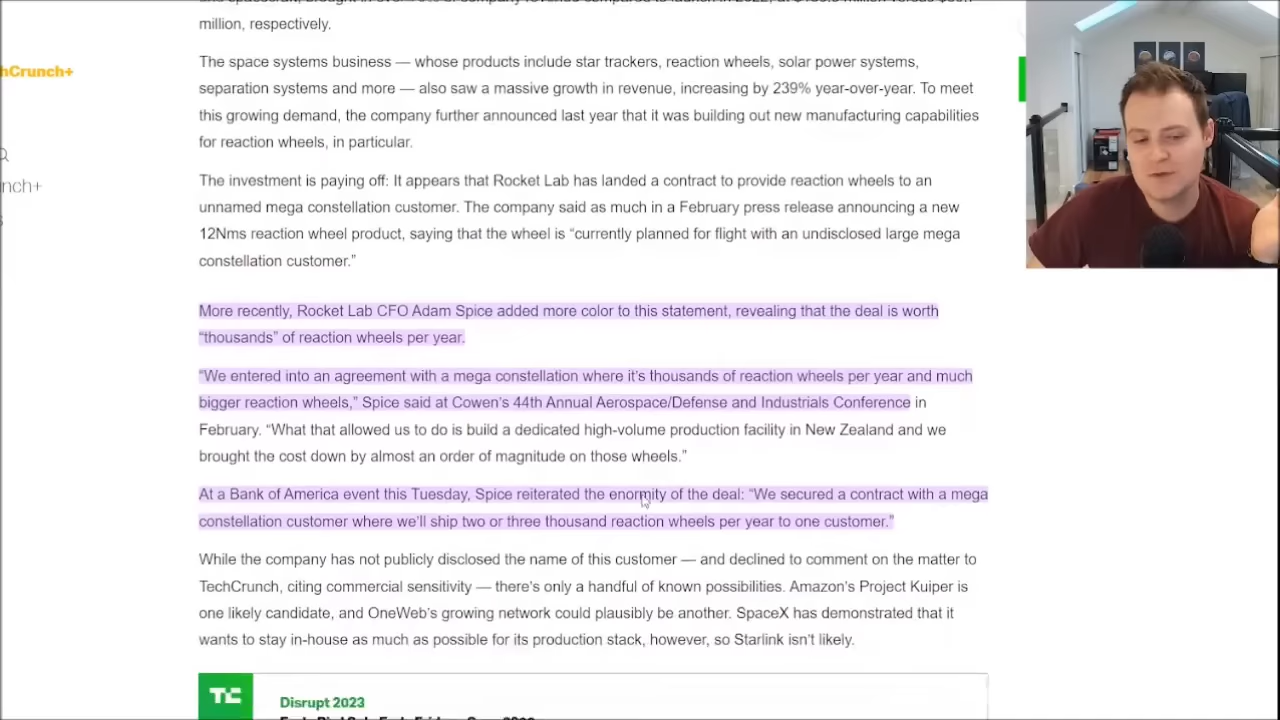 million, respectively.
hCrunch+
The space systems business — whose products include star trackers, reaction wheels, solar power systems,
separation systems and more — also saw a massive growth in revenue, increasing by 239% year-over-year. To meet
this growing demand, the company further announced last year that it was building out new manufacturing capabilities
for reaction wheels, in particular.
nch+
The investment is paying off: It appears that Rocket Lab has landed a contract to provide reaction wheels to an
unnamed mega constellation customer. The company said as much in a February press release announcing a new
12Nms reaction wheel product, saying that the wheel is “currently planned for flight with an undisclosed large mega
constellation customer.”
More recently, Rocket Lab CFO Adam Spice added more color to this statement, revealing that the deal is worth
“thousands” of reaction wheels per year.
“We entered into an agreement with a mega constellation where it’s thousands of reaction wheels per year and much
bigger reaction wheels,” Spice said at Cowen’s 44th Annual Aerospace/Defense and Industrials Conference in
February. “What that allowed us to do is build a dedicated high-volume production facility in New Zealand and we
brought the cost down by almost an order of magnitude on those wheels.”
At a Bank of America event this Tuesday, Spice reiterated the enormity of the deal: “We secured a contract with a mega
constellation customer where we’ll ship two or three thousand reaction wheels per year to one customer.”
While the company has not publicly disclosed the name of this customer — and declined to comment on the matter to
TechCrunch, citing commercial sensitivity — there’s only a handful of known possibilities. Amazon’s Project Kuiper is
one likely candidate, and OneWeb’s growing network could plausibly be another. SpaceX has demonstrated that it
wants to stay in-house as much as possible for its production stack, however, so Starlink isn’t likely.
TC
Disrupt 2023